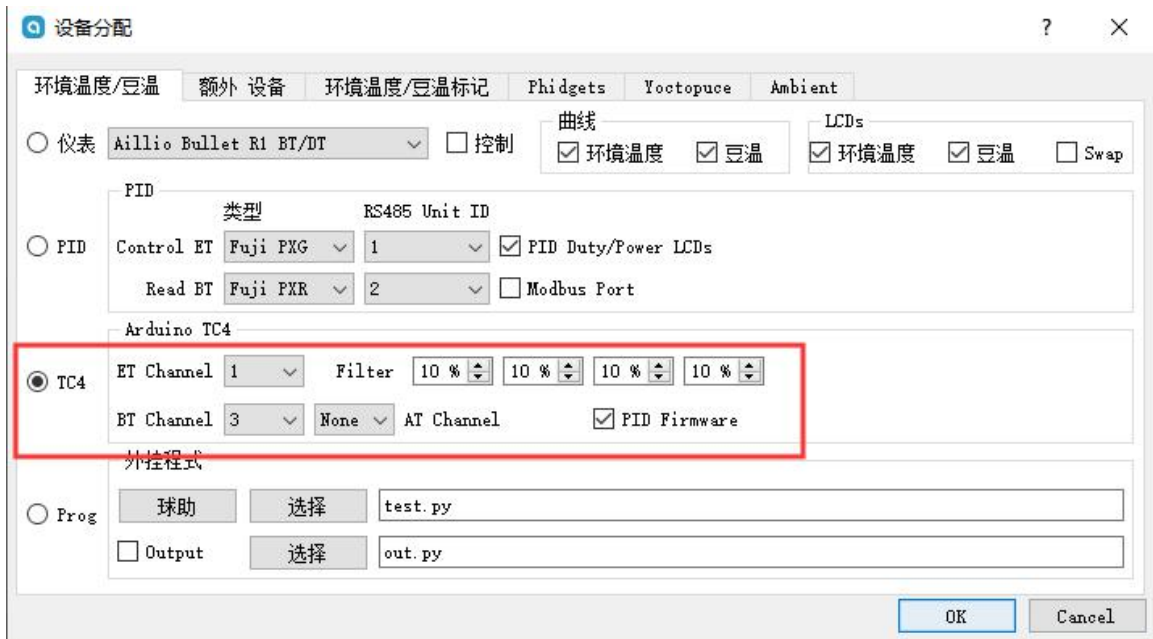 设备分配
环境温度/豆温 额外 设备 环境温度/豆温标记 Phidgets Yoctopuce Ambient
曲线 LCDs
仪表 Aillio Bullet R1 BT/DT 控制 环境温度 豆温 环境温度 豆温 Swap
PID
类型 RS485 Unit ID
PID Control ET Fuji PXG 1 PID Duty/Power LCDs
Read BT Fuji PXR 2 Modbus Port
Arduino TC4
TC4 ET Channel 1 Filter 10 % 10 % 10 % 10 %
BT Channel 3 None AT Channel PID Firmware
外挂程式
Prog 球助 选择 test.py
Output 选择 out.py
OK Cancel